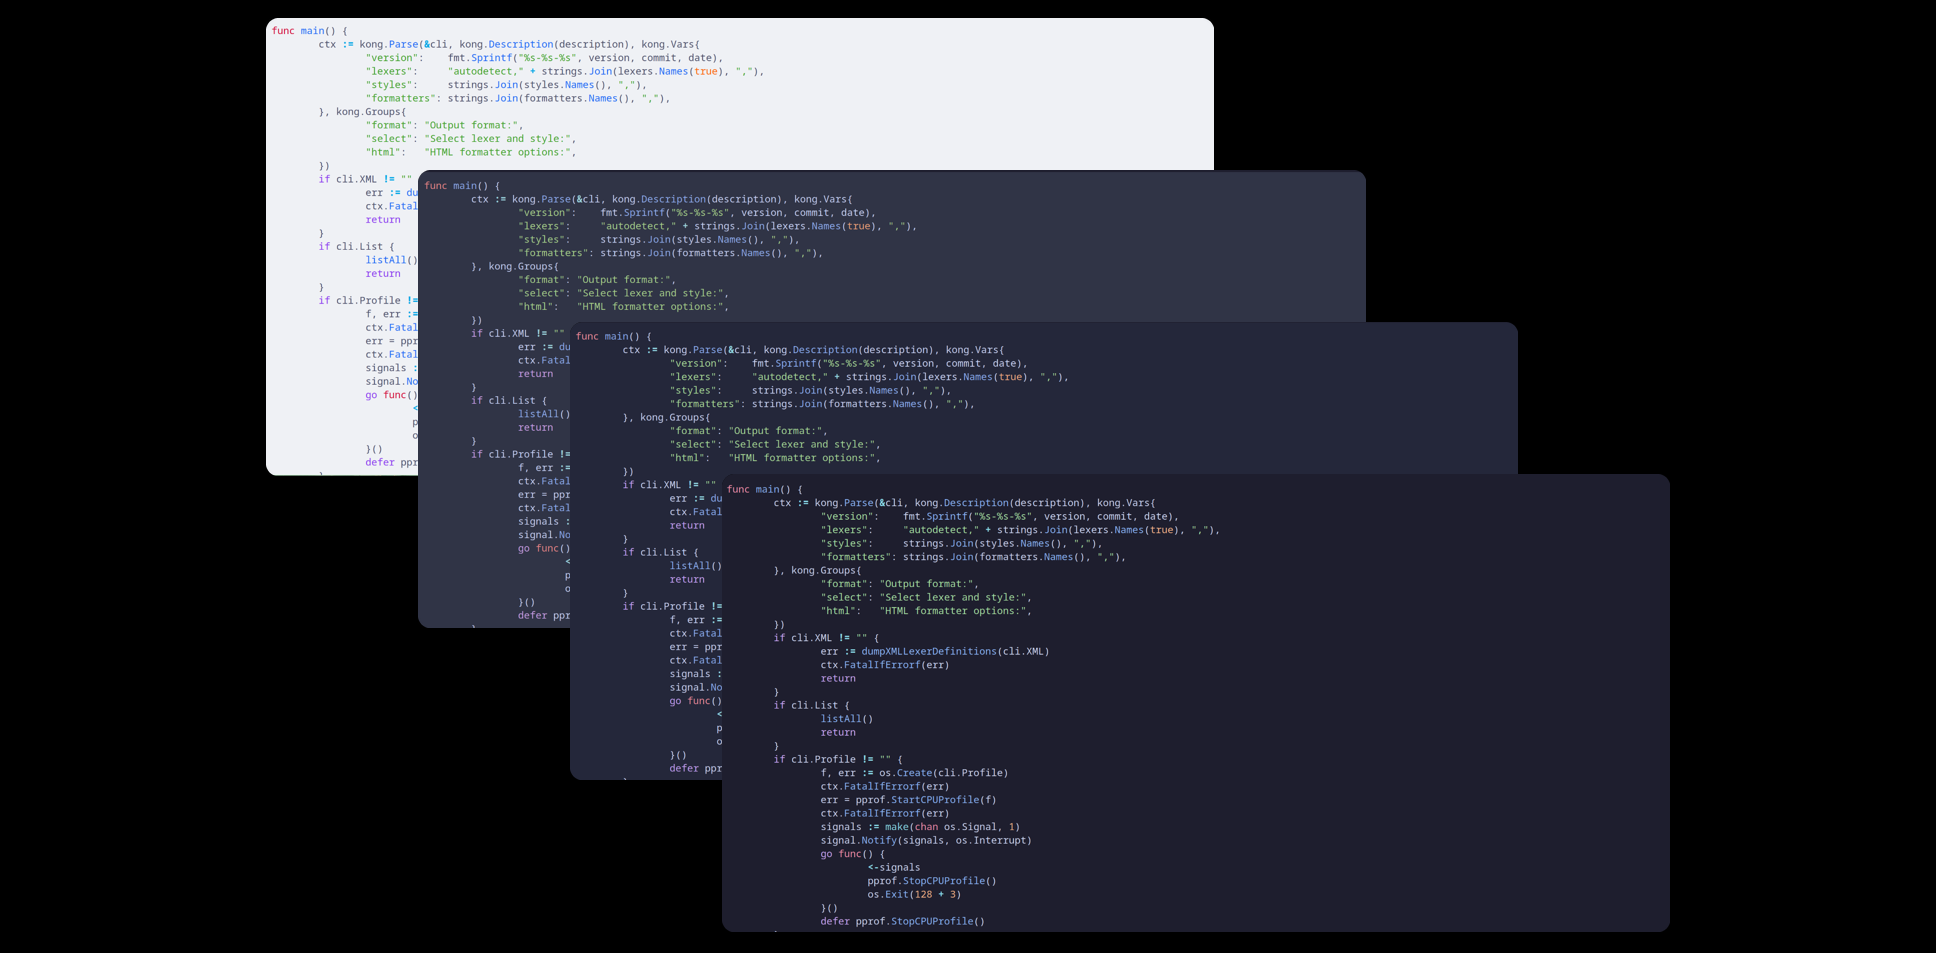 func main() {
        ctx := kong.Parse(&cli, kong.Description(description), kong.Vars{
                "version":    fmt.Sprintf("%s-%s-%s", version, commit, date),
                "lexers":     "autodetect," + strings.Join(lexers.Names(true), ","),
                "styles":     strings.Join(styles.Names(), ","),
                "formatters": strings.Join(formatters.Names(), ","),
        }, kong.Groups{
                "format": "Output format:",
                "select": "Select lexer and style:",
                "html":   "HTML formatter options:",
        })
        if cli.XML != ""
                err := du
                ctx.Fatal
                return
        }
        if cli.List {
                listAll()
                return
        }
        if cli.Profile !=
                f, err :=
                ctx.Fatal
                err = ppr
                ctx.Fatal
                signals :
                signal.No
                go func()
                        <
                        p
                        o
                }()
                defer ppr
        }
func main() {
        ctx := kong.Parse(&cli, kong.Description(description), kong.Vars{
                "version":    fmt.Sprintf("%s-%s-%s", version, commit, date),
                "lexers":     "autodetect," + strings.Join(lexers.Names(true), ","),
                "styles":     strings.Join(styles.Names(), ","),
                "formatters": strings.Join(formatters.Names(), ","),
        }, kong.Groups{
                "format": "Output format:",
                "select": "Select lexer and style:",
                "html":   "HTML formatter options:",
        })
        if cli.XML != ""
                err := du
                ctx.Fatal
                return
        }
        if cli.List {
                listAll()
                return
        }
        if cli.Profile !=
                f, err :=
                ctx.Fatal
                err = ppr
                ctx.Fatal
                signals :
                signal.No
                go func()
                        <
                        p
                        o
                }()
                defer ppr
        }
func main() {
        ctx := kong.Parse(&cli, kong.Description(description), kong.Vars{
                "version":    fmt.Sprintf("%s-%s-%s", version, commit, date),
                "lexers":     "autodetect," + strings.Join(lexers.Names(true), ","),
                "styles":     strings.Join(styles.Names(), ","),
                "formatters": strings.Join(formatters.Names(), ","),
        }, kong.Groups{
                "format": "Output format:",
                "select": "Select lexer and style:",
                "html":   "HTML formatter options:",
        })
        if cli.XML != ""
                err := du
                ctx.Fatal
                return
        }
        if cli.List {
                listAll()
                return
        }
        if cli.Profile !=
                f, err :=
                ctx.Fatal
                err = ppr
                ctx.Fatal
                signals :
                signal.No
                go func()
                        <
                        p
                        o
                }()
                defer ppr
        }
func main() {
        ctx := kong.Parse(&cli, kong.Description(description), kong.Vars{
                "version":    fmt.Sprintf("%s-%s-%s", version, commit, date),
                "lexers":     "autodetect," + strings.Join(lexers.Names(true), ","),
                "styles":     strings.Join(styles.Names(), ","),
                "formatters": strings.Join(formatters.Names(), ","),
        }, kong.Groups{
                "format": "Output format:",
                "select": "Select lexer and style:",
                "html":   "HTML formatter options:",
        })
        if cli.XML != "" {
                err := dumpXMLLexerDefinitions(cli.XML)
                ctx.FatalIfErrorf(err)
                return
        }
        if cli.List {
                listAll()
                return
        }
        if cli.Profile != "" {
                f, err := os.Create(cli.Profile)
                ctx.FatalIfErrorf(err)
                err = pprof.StartCPUProfile(f)
                ctx.FatalIfErrorf(err)
                signals := make(chan os.Signal, 1)
                signal.Notify(signals, os.Interrupt)
                go func() {
                        <-signals
                        pprof.StopCPUProfile()
                        os.Exit(128 + 3)
                }()
                defer pprof.StopCPUProfile()